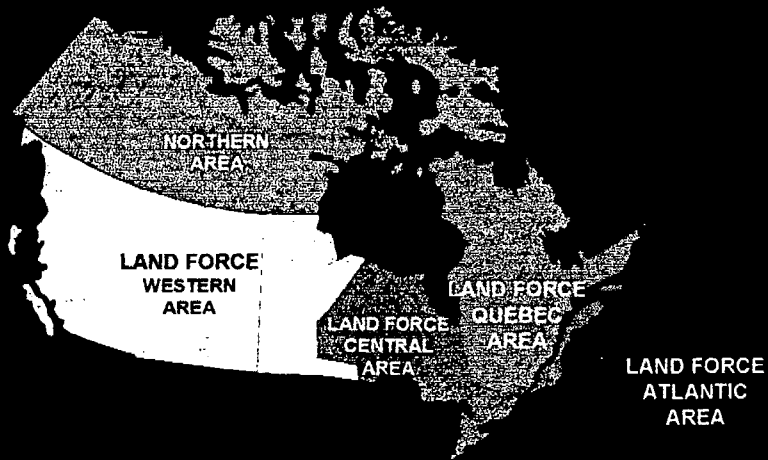 NORTHERN
AREA
LAND FORCE
WESTERN
AREA
LAND FORCE
CENTRAL
AREA
LAND FORCE
QUEBEC
AREA
LAND FORCE
ATLANTIC
AREA